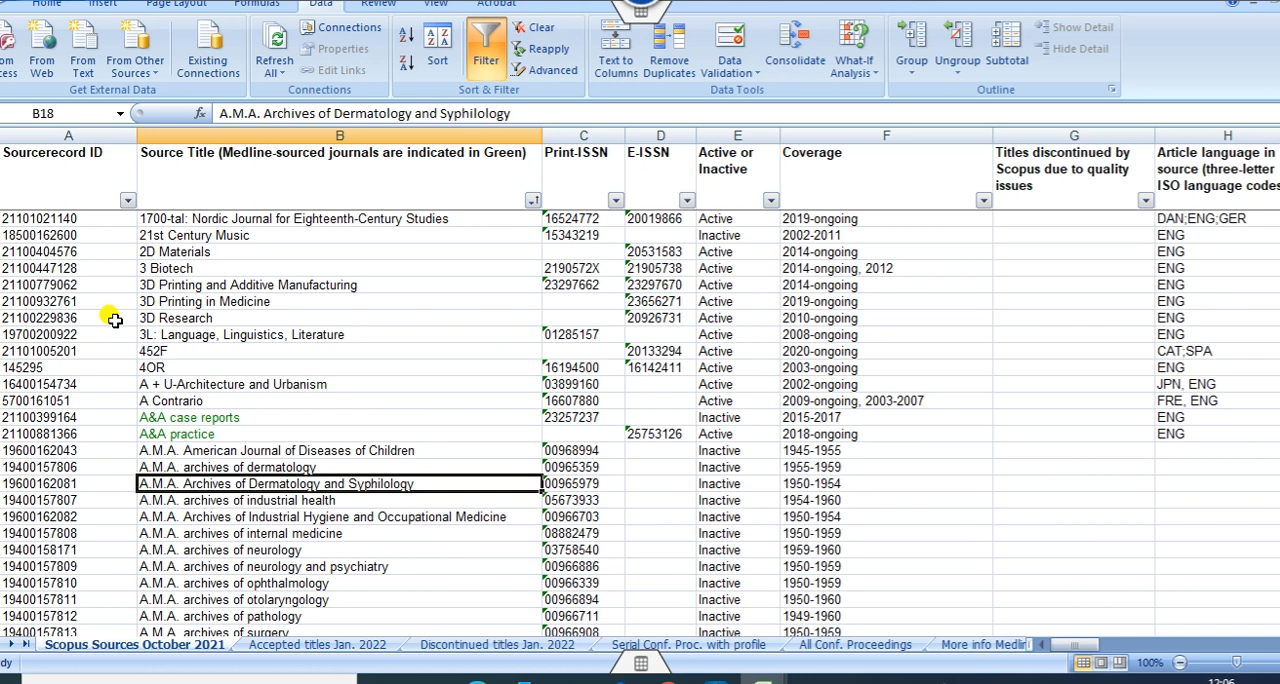 Home Insert Page Layout Formulas Data Review View Acrobat
From Access From Web From Text From Other Sources Existing Connections
Get External Data
Refresh All Connections Properties Edit Links
Connections
Sort Filter Clear Reapply Advanced
Sort & Filter
Text to Columns Remove Duplicates Data Validation Consolidate What-If Analysis
Data Tools
Group Ungroup Subtotal Show Detail Hide Detail
Outline
B18 fx A.M.A. Archives of Dermatology and Syphilology
A B C D E F G H
Sourcerecord ID Source Title (Medline-sourced journals are indicated in Green) Print-ISSN E-ISSN Active or Inactive Coverage Titles discontinued by Scopus due to quality issues Article language in source (three-letter ISO language codes
21101021140 1700-tal: Nordic Journal for Eighteenth-Century Studies 16524772 20019866 Active 2019-ongoing DAN;ENG;GER
18500162600 21st Century Music 15343219 Inactive 2002-2011 ENG
21100404576 2D Materials 20531583 Active 2014-ongoing ENG
21100447128 3 Biotech 2190572X 21905738 Active 2014-ongoing, 2012 ENG
21100779062 3D Printing and Additive Manufacturing 23297662 23297670 Active 2014-ongoing ENG
21100932761 3D Printing in Medicine 23656271 Active 2019-ongoing ENG
21100229836 3D Research 20926731 Active 2010-ongoing ENG
19700200922 3L: Language, Linguistics, Literature 01285157 Active 2008-ongoing ENG
21101005201 452F 20133294 Active 2020-ongoing CAT;SPA
145295 4OR 16194500 16142411 Active 2003-ongoing ENG
16400154734 A + U-Architecture and Urbanism 03899160 Active 2002-ongoing JPN, ENG
5700161051 A Contrario 16607880 Active 2009-ongoing, 2003-2007 FRE, ENG
21100399164 A&A case reports 23257237 Inactive 2015-2017 ENG
21100881366 A&A practice 25753126 Active 2018-ongoing ENG
19600162043 A.M.A. American Journal of Diseases of Children 00968994 Inactive 1945-1955
19400157806 A.M.A. archives of dermatology 00965359 Inactive 1955-1959
19600162081 A.M.A. Archives of Dermatology and Syphilology 00965979 Inactive 1950-1954
19400157807 A.M.A. archives of industrial health 05673933 Inactive 1954-1960
19600162082 A.M.A. Archives of Industrial Hygiene and Occupational Medicine 00966703 Inactive 1950-1954
19400157808 A.M.A. archives of internal medicine 08882479 Inactive 1950-1959
19400158171 A.M.A. archives of neurology 03758540 Inactive 1959-1960
19400157809 A.M.A. archives of neurology and psychiatry 00966886 Inactive 1950-1959
19400157810 A.M.A. archives of ophthalmology 00966339 Inactive 1950-1959
19400157811 A.M.A. archives of otolaryngology 00966894 Inactive 1950-1960
19400157812 A.M.A. archives of pathology 00966711 Inactive 1949-1960
19400157813 A.M.A. archives of surgery 00966908 Inactive 1950-1959
Scopus Sources October 2021 Accepted titles Jan. 2022 Discontinued titles Jan. 2022 Serial Conf. Proc. with profile All Conf. Proceedings More info Medlin
dy 100%
12:06